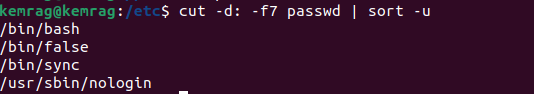 kemrag@kemrag:/etc$ cut -d: -f7 passwd | sort -u
/bin/bash
/bin/false
/bin/sync
/usr/sbin/nologin